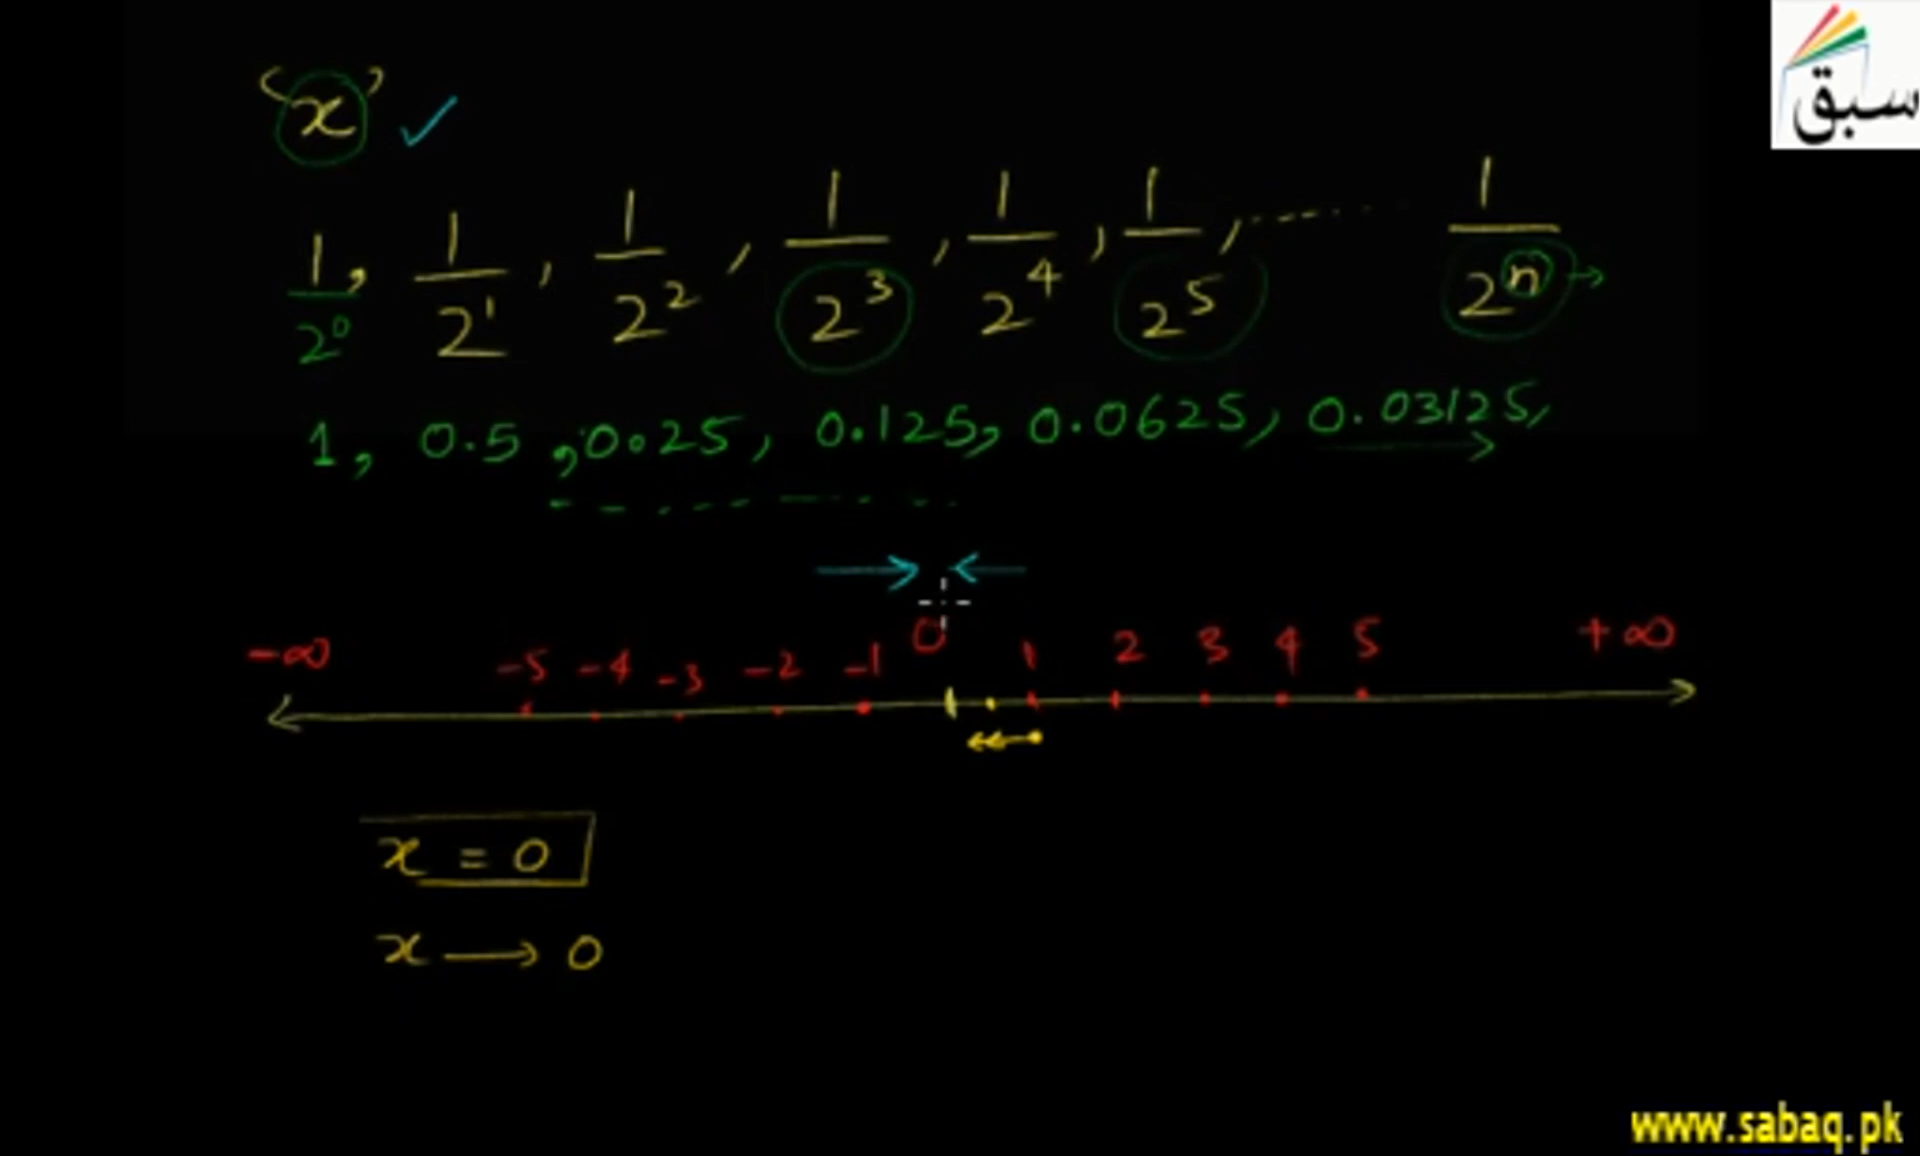 سبق
'x' ✓
1/2⁰, 1/2¹, 1/2², 1/2³, 1/2⁴, 1/2⁵, ...... 1/2ⁿ →
1, 0.5, 0.25, 0.125, 0.0625, 0.03125,
→ ←
-∞ -5 -4 -3 -2 -1 0 1 2 3 4 5 +∞
x = 0
x → 0
www.sabaq.pk